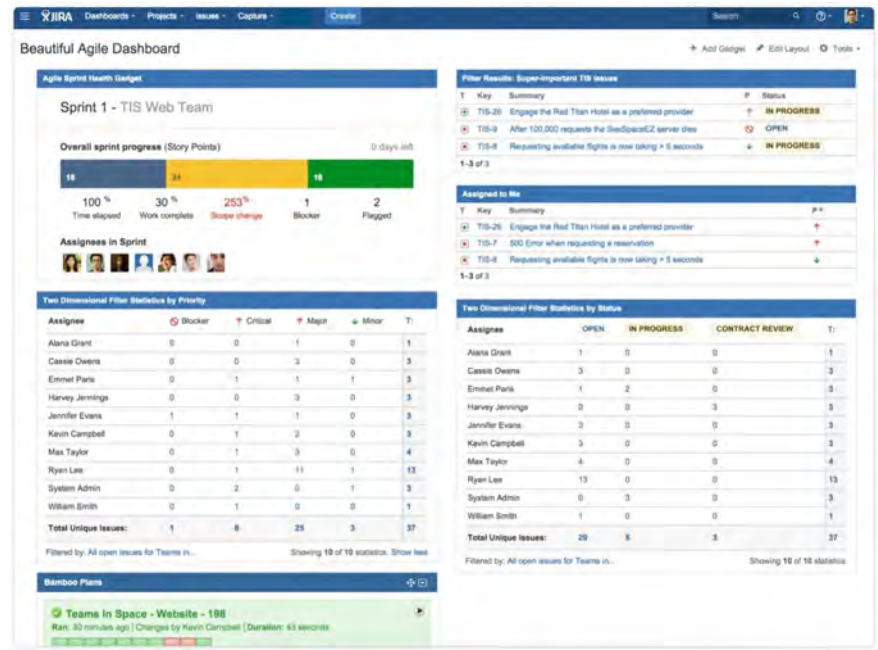 JIRA Dashboards Projects Issues Capture Create Search
Beautiful Agile Dashboard
+ Add Gadget Edit Layout Tools
Agile Sprint Health Gadget
Sprint 1 - TIS Web Team
Overall sprint progress (Story Points) 0 days left
16 24 18
100 % 30 % 253% 1 2
Time elapsed Work complete Scope change Blocker Flagged
Assignees in Sprint
Two Dimensional Filter Statistics by Priority
Assignee Blocker Critical Major Minor T:
Alana Grant 0 0 1 0 1
Cassie Owens 0 0 3 0 3
Emmet Paris 0 1 1 1 3
Harvey Jennings 0 0 3 0 3
Jennifer Evans 1 1 1 0 3
Kevin Campbell 0 1 2 0 3
Max Taylor 0 1 3 0 4
Ryan Lee 0 1 11 1 13
System Admin 0 2 0 1 3
William Smith 0 1 0 0 1
Total Unique Issues: 1 8 25 3 37
Filtered by: All open issues for Teams in... Showing 10 of 10 statistics. Show less
Bamboo Plans
Teams In Space - Website - 198
Ran: 30 minutes ago | Changes by Kevin Campbell | Duration: 43 seconds
Filter Results: Super-important TIS issues
T Key Summary P Status
TIS-26 Engage the Red Titan Hotel as a preferred provider IN PROGRESS
TIS-9 After 100,000 requests the SeeSpaceEZ server dies OPEN
TIS-8 Requesting available flights is now taking > 5 seconds IN PROGRESS
1-3 of 3
Assigned to Me
T Key Summary P
TIS-26 Engage the Red Titan Hotel as a preferred provider
TIS-7 500 Error when requesting a reservation
TIS-8 Requesting available flights is now taking > 5 seconds
1-3 of 3
Two Dimensional Filter Statistics by Status
Assignee OPEN IN PROGRESS CONTRACT REVIEW T:
Alana Grant 1 0 0 1
Cassie Owens 3 0 0 3
Emmet Paris 1 2 0 3
Harvey Jennings 0 0 3 3
Jennifer Evans 3 0 0 3
Kevin Campbell 3 0 0 3
Max Taylor 4 0 0 4
Ryan Lee 13 0 0 13
System Admin 0 3 0 3
William Smith 1 0 0 1
Total Unique Issues: 29 5 3 37
Filtered by: All open issues for Teams in... Showing 10 of 10 statistics.